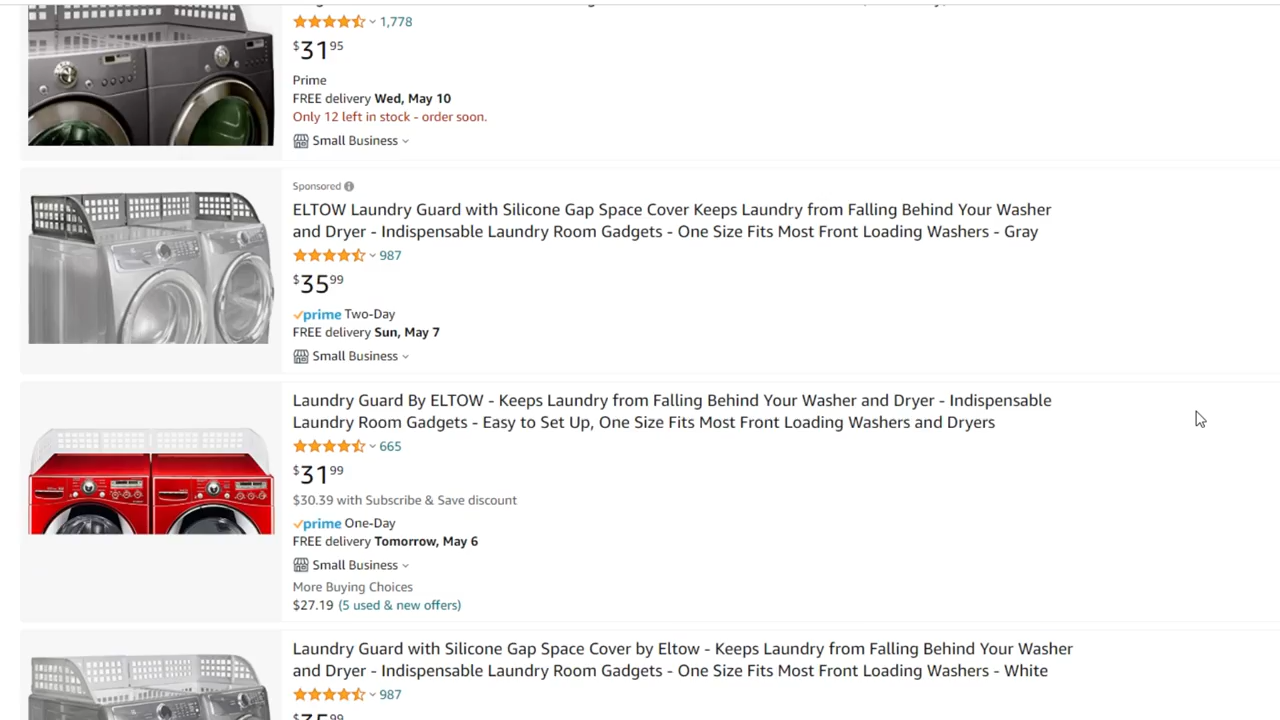 1,778
$31 95
Prime
FREE delivery Wed, May 10
Only 12 left in stock - order soon.
Small Business
Sponsored
ELTOW Laundry Guard with Silicone Gap Space Cover Keeps Laundry from Falling Behind Your Washer
and Dryer - Indispensable Laundry Room Gadgets - One Size Fits Most Front Loading Washers - Gray
987
$35 99
prime Two-Day
FREE delivery Sun, May 7
Small Business
Laundry Guard By ELTOW - Keeps Laundry from Falling Behind Your Washer and Dryer - Indispensable
Laundry Room Gadgets - Easy to Set Up, One Size Fits Most Front Loading Washers and Dryers
665
$31 99
$30.39 with Subscribe & Save discount
prime One-Day
FREE delivery Tomorrow, May 6
Small Business
More Buying Choices
$27.19 (5 used & new offers)
Laundry Guard with Silicone Gap Space Cover by Eltow - Keeps Laundry from Falling Behind Your Washer
and Dryer - Indispensable Laundry Room Gadgets - One Size Fits Most Front Loading Washers - White
987
$35 99